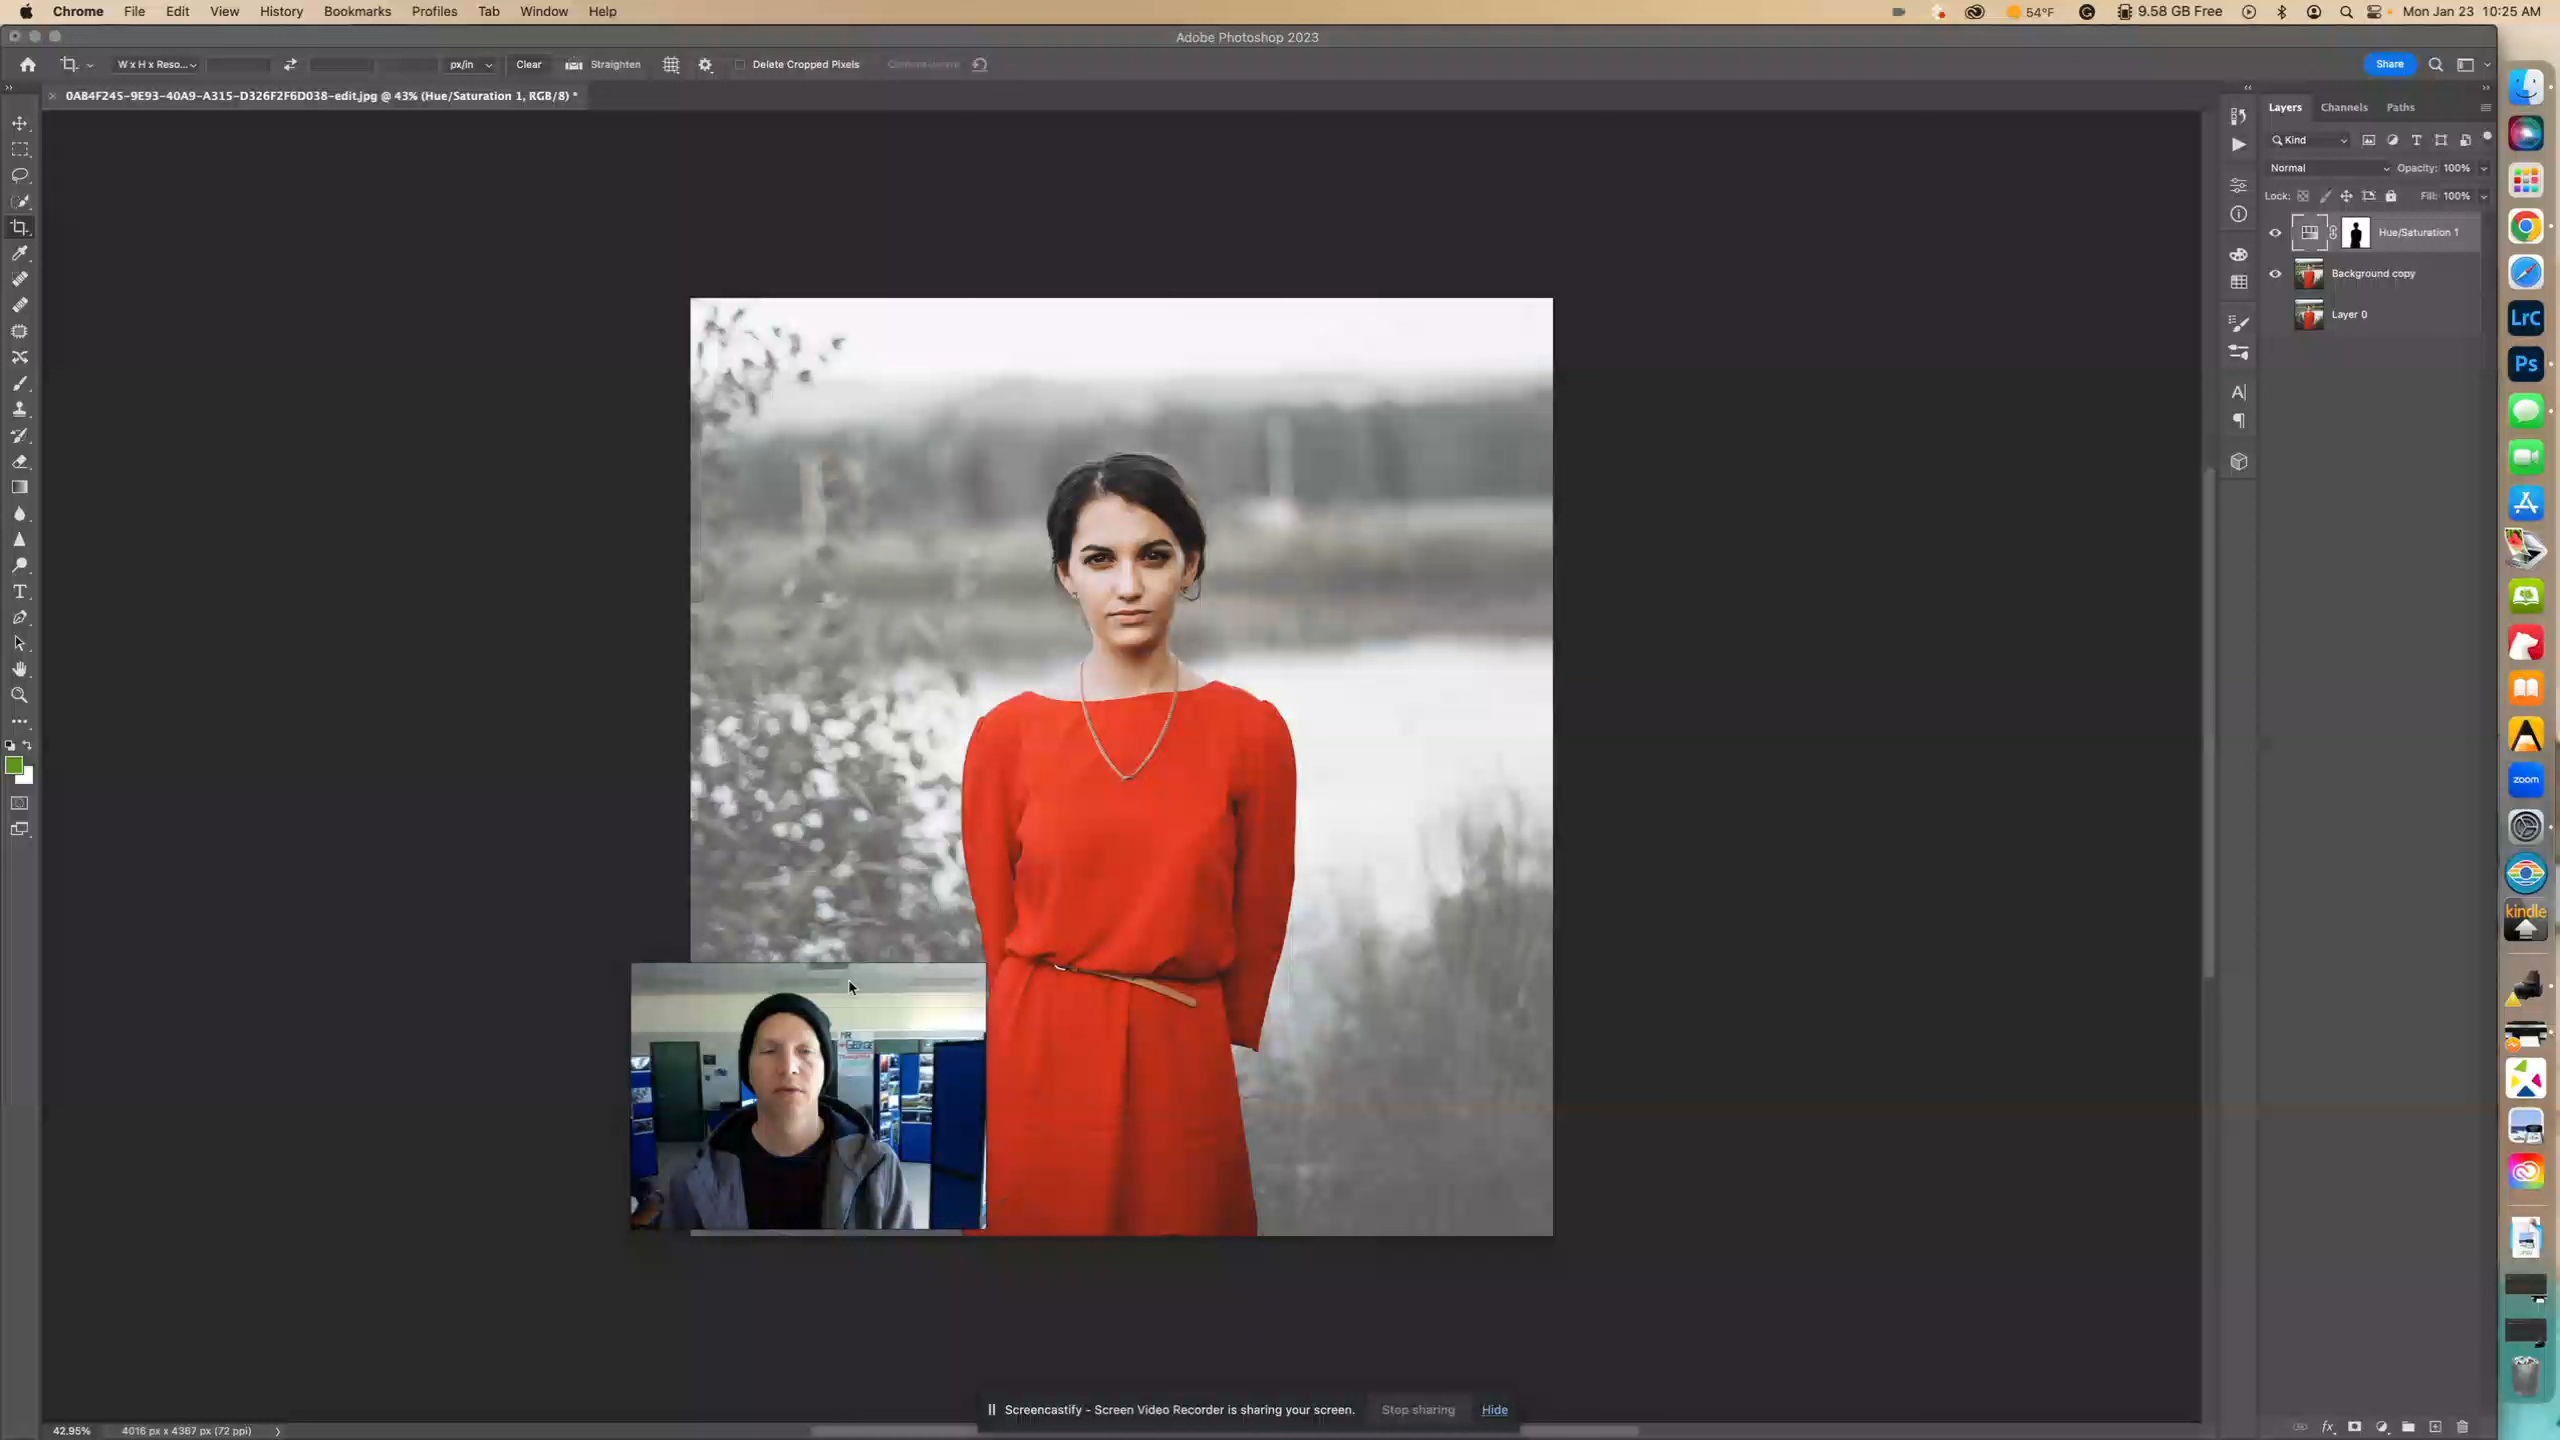 Chrome File Edit View History Bookmarks Profiles Tab Window Help
54°F 9.58 GB Free Mon Jan 23 10:25 AM
Adobe Photoshop 2023
W x H x Reso... px/in Clear Straighten Delete Cropped Pixels Share
0AB4F245-9E93-40A9-A315-D326F2F6D038-edit.jpg @ 43% (Hue/Saturation 1, RGB/8) *
Layers Channels Paths
Kind
Normal Opacity: 100%
Lock: Fill: 100%
Hue/Saturation 1
Background copy
Layer 0
LrC
Ps
zoom
kindle
MR
GEORGE
Screencastify - Screen Video Recorder is sharing your screen. Stop sharing Hide
42.95% 4016 px x 4367 px (72 ppi)